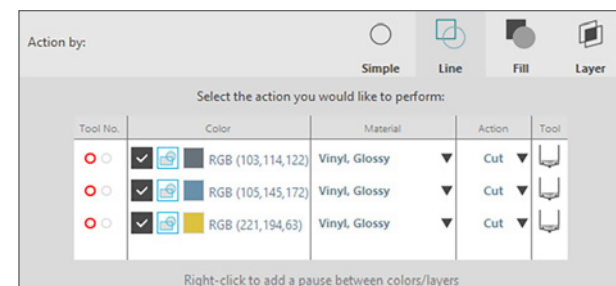 Action by:
Simple Line Fill Layer
Select the action you would like to perform:
Tool No. Color Material Action Tool
RGB (103,114,122) Vinyl, Glossy Cut
RGB (105,145,172) Vinyl, Glossy Cut
RGB (221,194,63) Vinyl, Glossy Cut
Right-click to add a pause between colors/layers